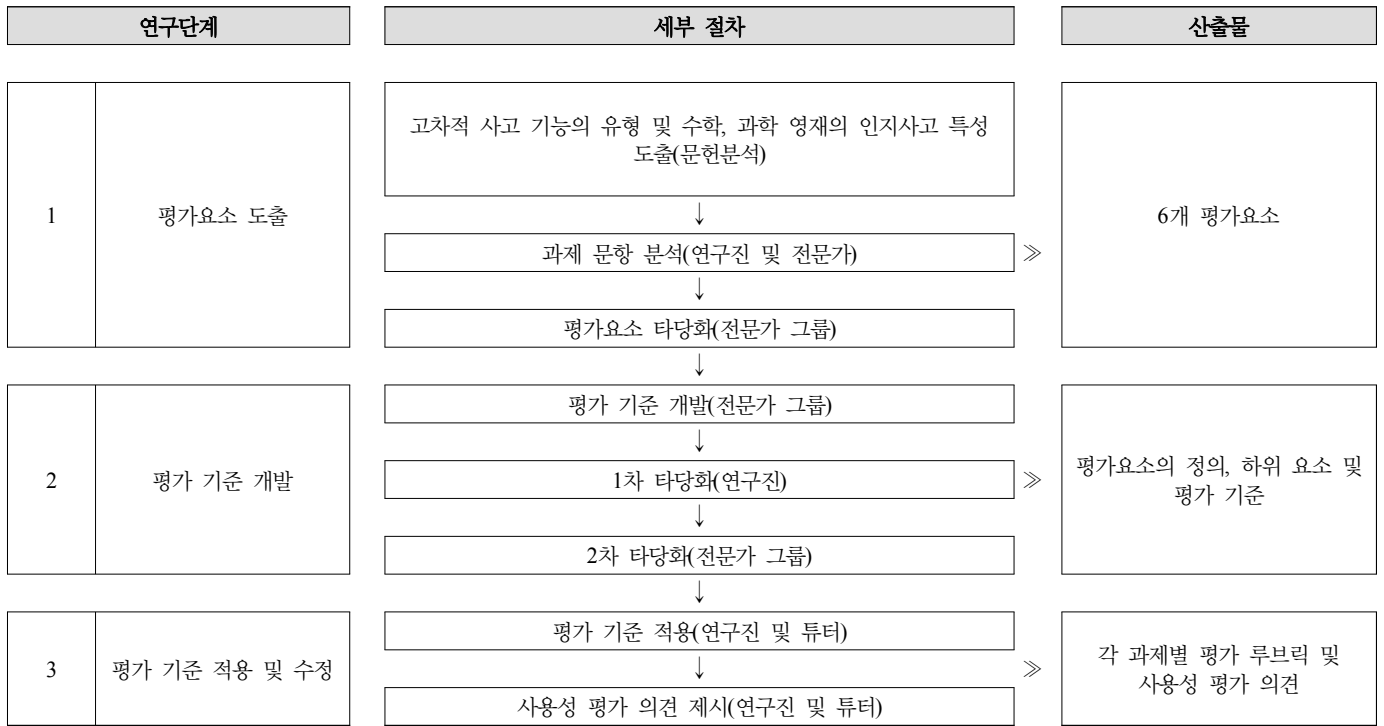 연구단계
세부 절차
산출물
1
평가요소 도출
고차적 사고 기능의 유형 및 수학, 과학 영재의 인지사고 특성
도출(문헌분석)
↓
과제 문항 분석(연구진 및 전문가)
≫
↓
평가요소 타당화(전문가 그룹)
6개 평가요소
↓
2
평가 기준 개발
평가 기준 개발(전문가 그룹)
↓
1차 타당화(연구진)
≫
↓
2차 타당화(전문가 그룹)
평가요소의 정의, 하위 요소 및
평가 기준
↓
3
평가 기준 적용 및 수정
평가 기준 적용(연구진 및 튜터)
↓
≫
사용성 평가 의견 제시(연구진 및 튜터)
각 과제별 평가 루브릭 및
사용성 평가 의견